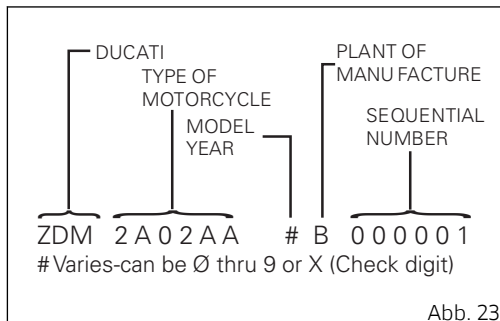 DUCATI
TYPE OF
MOTORCYCLE
MODEL
YEAR
PLANT OF
MANU FACTURE
SEQUENTIAL
NUMBER
ZDM 2A02AA # B 000001
# Varies-can be Ø thru 9 or X (Check digit)
Abb. 23